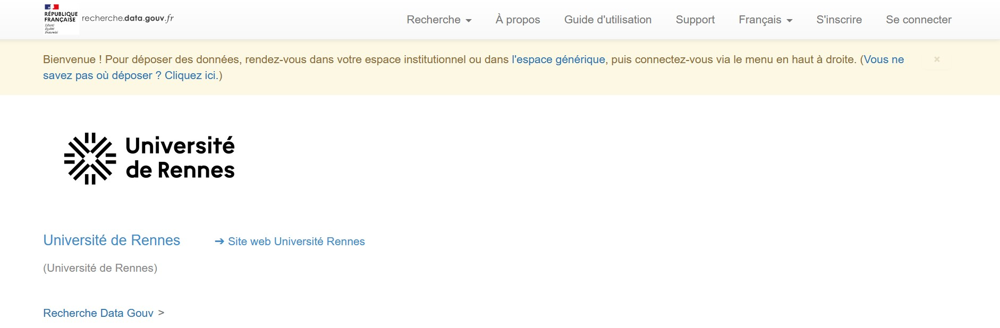 RÉPUBLIQUE
FRANÇAISE
Liberté
Égalité
Fraternité
recherche.data.gouv.fr
Recherche À propos Guide d'utilisation Support Français S'inscrire Se connecter
Bienvenue ! Pour déposer des données, rendez-vous dans votre espace institutionnel ou dans l'espace générique, puis connectez-vous via le menu en haut à droite. (Vous ne ×
savez pas où déposer ? Cliquez ici.)
Université
de Rennes
Université de Rennes ➔ Site web Université Rennes
(Université de Rennes)
Recherche Data Gouv >